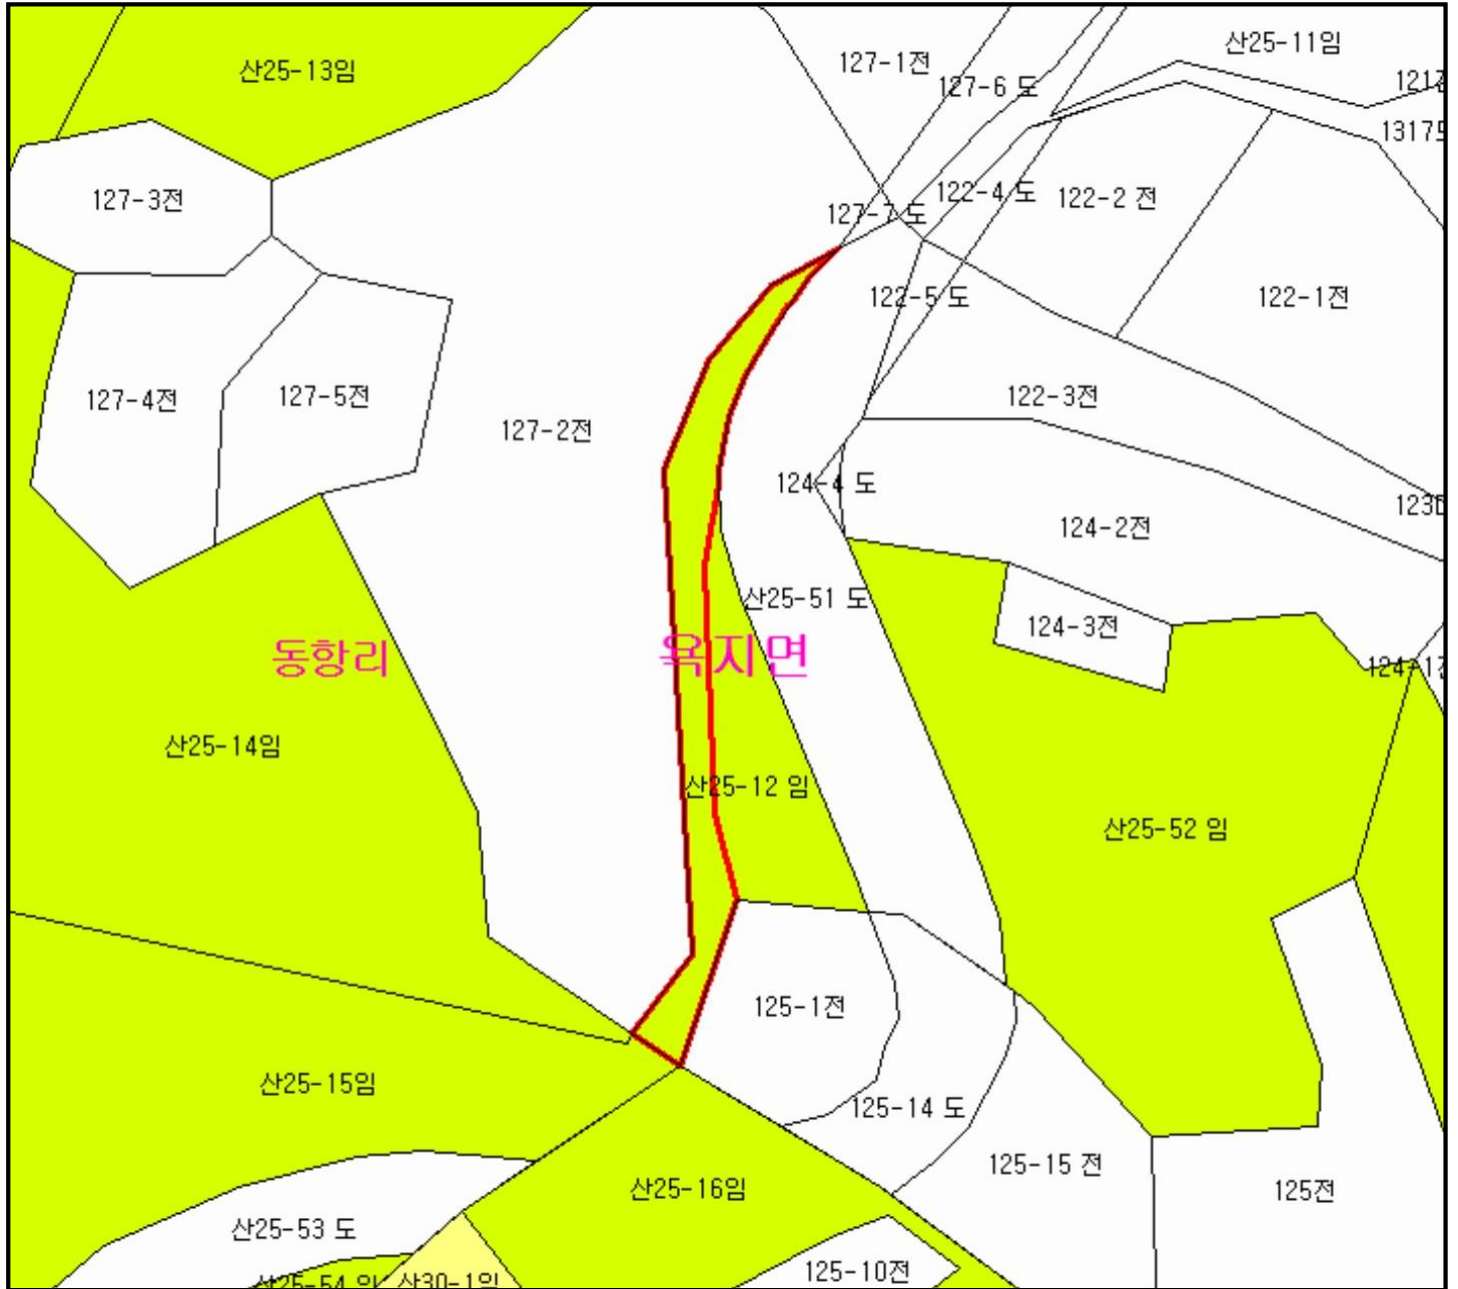 산25-11임
127-1전
산25-13임
127-6 도
122-4 도
127-3전
122-2 전
127-7 도
122-5 도
122-1전
127-5전
122-3전
127-4전
127-2전
124-4 도
124-2전
산25-51 도
124-3전
동항리
욕지면
산25-14임
산25-12 임
산25-52 임
125-1전
산25-15임
125-14 도
125-15 전
산25-16임
125전
산25-53 도
125-10전
산30-1임